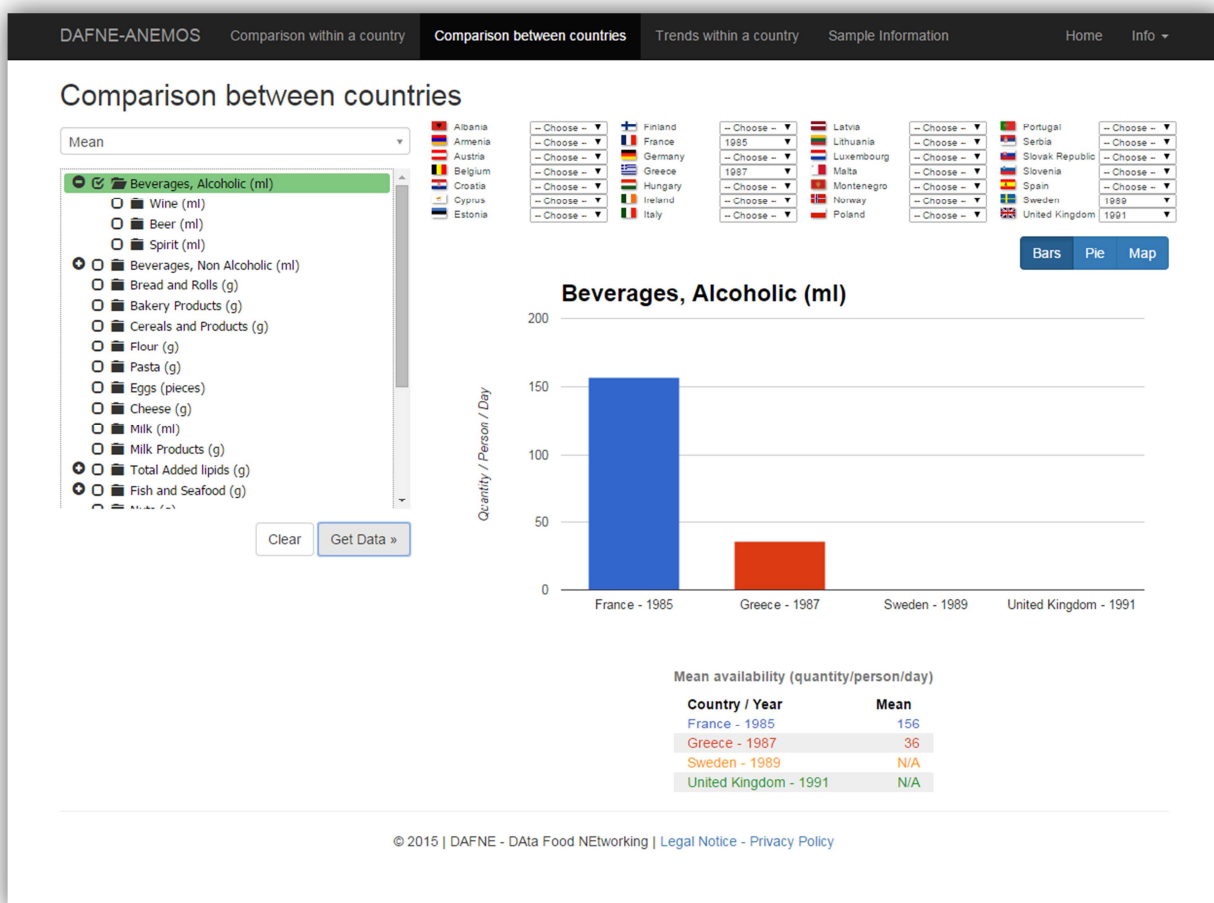 DAFNE-ANEMOS Comparison within a country Comparison between countries Trends within a country Sample Information Home Info
Comparison between countries
Mean
Beverages, Alcoholic (ml)
Wine (ml)
Beer (ml)
Spirit (ml)
Beverages, Non Alcoholic (ml)
Bread and Rolls (g)
Bakery Products (g)
Cereals and Products (g)
Flour (g)
Pasta (g)
Eggs (pieces)
Cheese (g)
Milk (ml)
Milk Products (g)
Total Added lipids (g)
Fish and Seafood (g)
Clear Get Data »
Albania -- Choose -- Finland -- Choose -- Latvia -- Choose -- Portugal -- Choose --
Armenia -- Choose -- France 1985 Lithuania -- Choose -- Serbia -- Choose --
Austria -- Choose -- Germany -- Choose -- Luxembourg -- Choose -- Slovak Republic -- Choose --
Belgium -- Choose -- Greece 1987 Malta -- Choose -- Slovenia -- Choose --
Croatia -- Choose -- Hungary -- Choose -- Montenegro -- Choose -- Spain -- Choose --
Cyprus -- Choose -- Ireland -- Choose -- Norway -- Choose -- Sweden 1989
Estonia -- Choose -- Italy -- Choose -- Poland -- Choose -- United Kingdom 1991
Bars Pie Map
Beverages, Alcoholic (ml)
200
150
100
50
0
Quantity / Person / Day
France - 1985 Greece - 1987 Sweden - 1989 United Kingdom - 1991
Mean availability (quantity/person/day)
Country / Year Mean
France - 1985 156
Greece - 1987 36
Sweden - 1989 N/A
United Kingdom - 1991 N/A
© 2015 | DAFNE - DAta Food NEtworking | Legal Notice - Privacy Policy